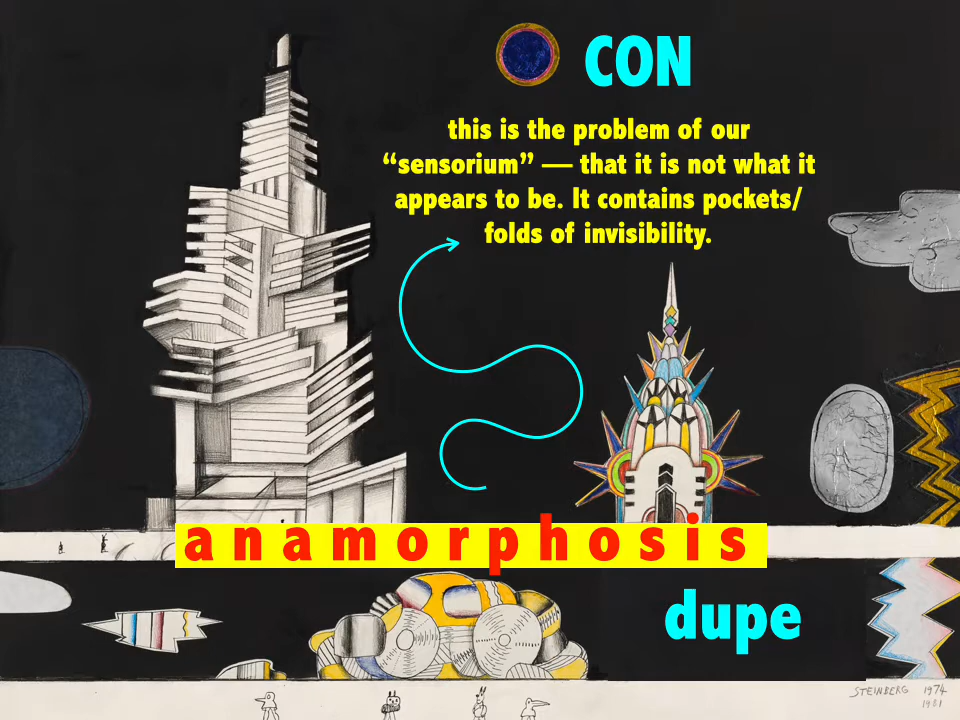 CON
this is the problem of our
“sensorium” — that it is not what it
appears to be. It contains pockets/
folds of invisibility.
anamorphosis
dupe
STEINBERG 1974
1981